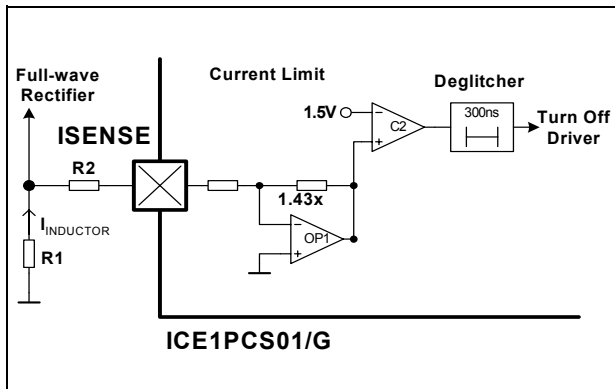 Full-wave
Rectifier
Current Limit
Deglitcher
ISENSE
1.5V
C2
300ns
Turn Off
Driver
R2
1.43x
IINDUCTOR
OP1
R1
ICE1PCS01/G